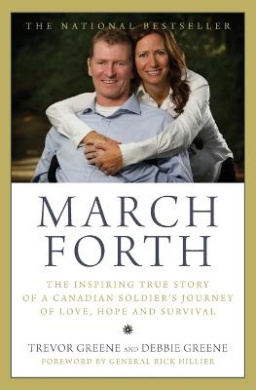 THE NATIONAL BESTSELLER
MARCH
FORTH
THE INSPIRING TRUE STORY
OF A CANADIAN SOLDIER'S JOURNEY
OF LOVE, HOPE AND SURVIVAL
TREVOR GREENE AND DEBBIE GREENE
FOREWORD BY GENERAL RICK HILLIER